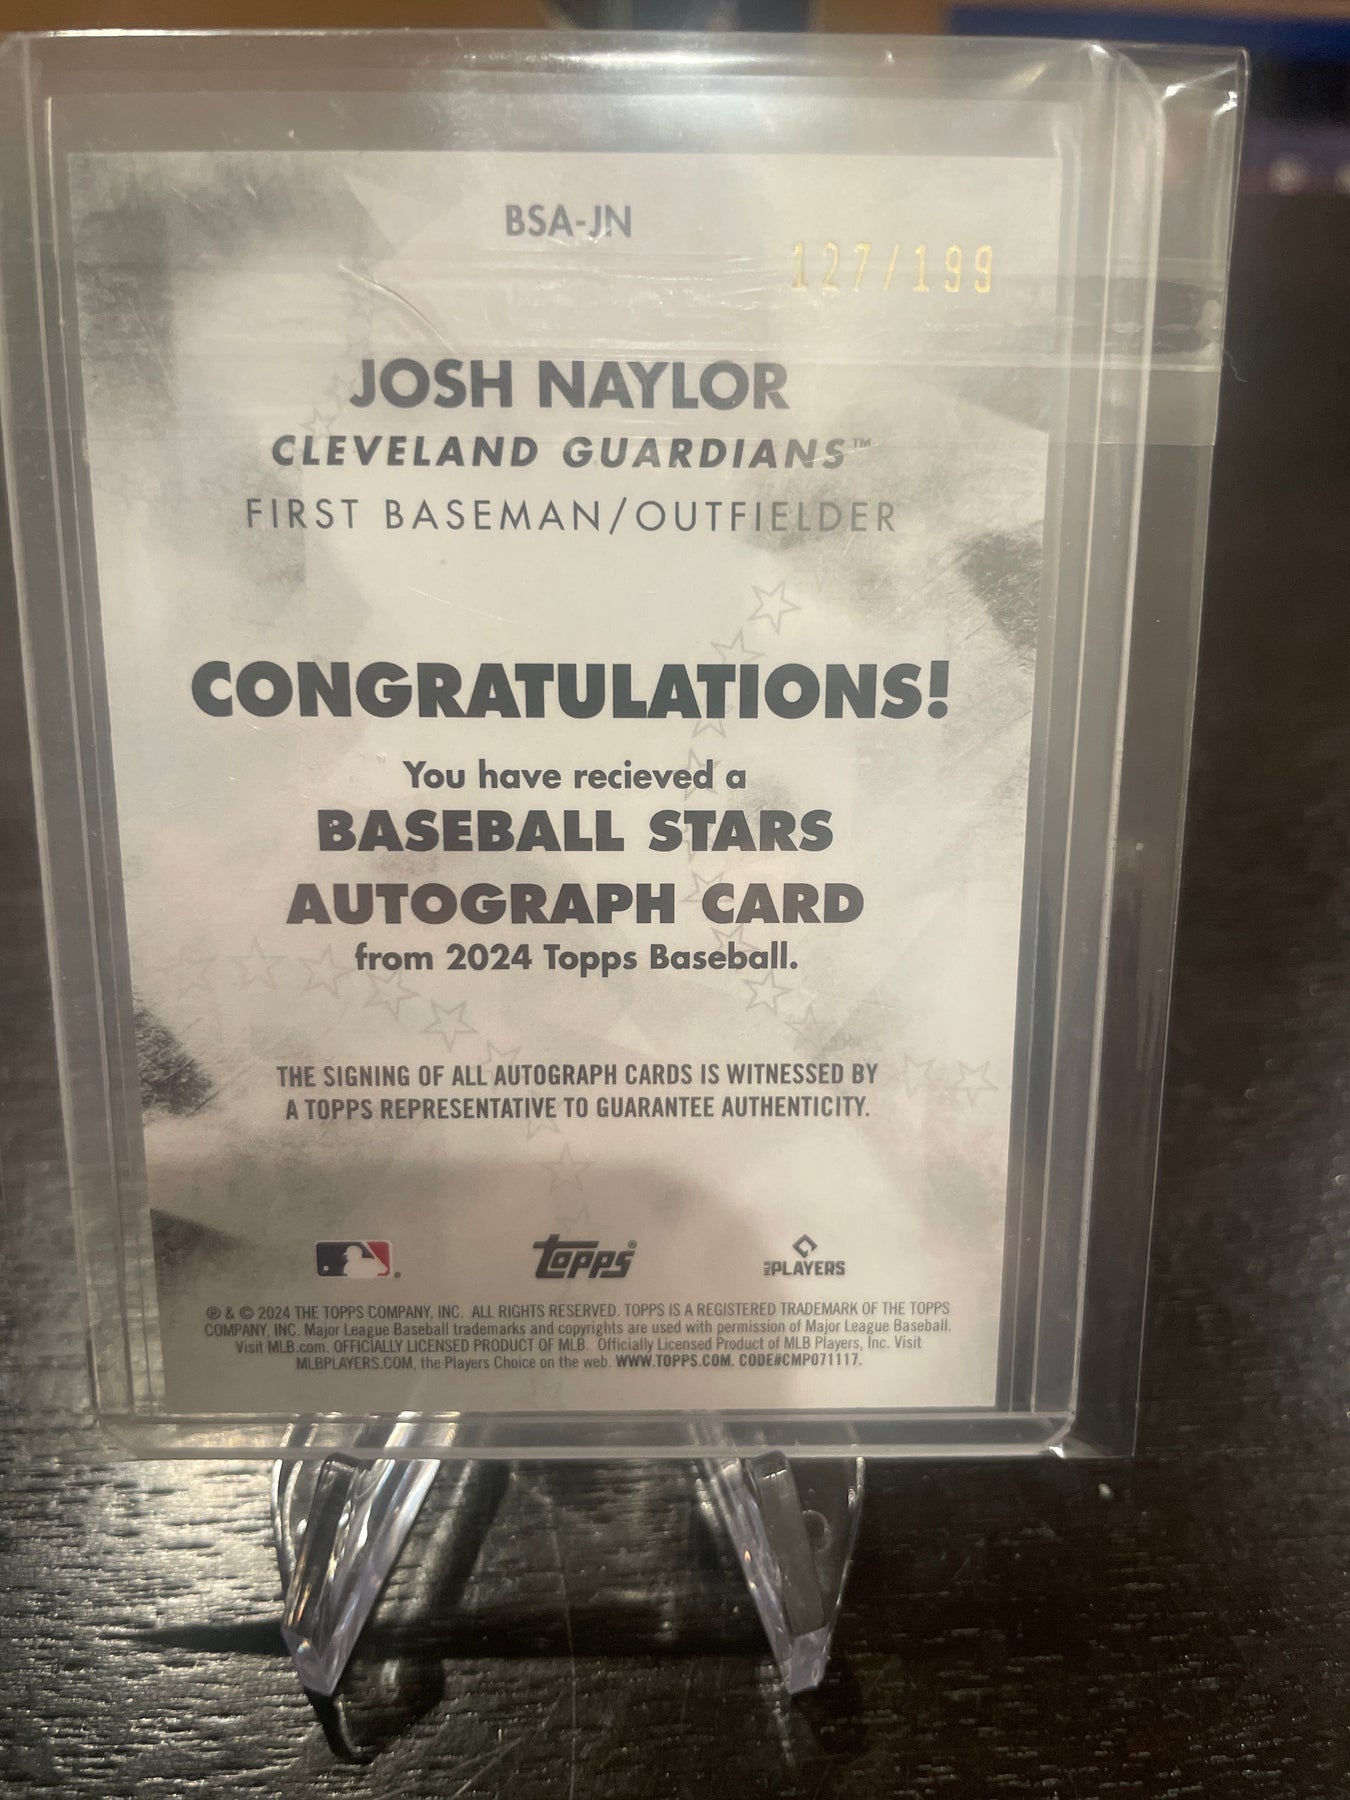 BSA-JN
127/199
JOSH NAYLOR
CLEVELAND GUARDIANS™
FIRST BASEMAN/OUTFIELDER
CONGRATULATIONS!
You have recieved a
BASEBALL STARS
AUTOGRAPH CARD
from 2024 Topps Baseball.
THE SIGNING OF ALL AUTOGRAPH CARDS IS WITNESSED BY
A TOPPS REPRESENTATIVE TO GUARANTEE AUTHENTICITY.
Topps® MLB PLAYERS
® & © 2024 THE TOPPS COMPANY, INC. ALL RIGHTS RESERVED. TOPPS IS A REGISTERED TRADEMARK OF THE TOPPS
COMPANY, INC. Major League Baseball trademarks and copyrights are used with permission of Major League Baseball.
Visit MLB.com. OFFICIALLY LICENSED PRODUCT OF MLB. Officially Licensed Product of MLB Players, Inc. Visit
MLBPLAYERS.COM, the Players Choice on the web. WWW.TOPPS.COM. CODE#CMP071117.